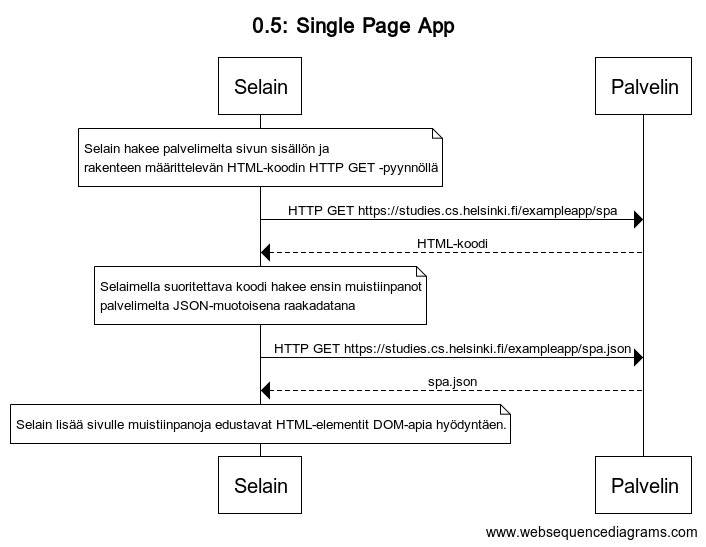 0.5: Single Page App
Selain
Palvelin
Selain hakee palvelimelta sivun sisällön ja
rakenteen määrittelevän HTML-koodin HTTP GET -pyynnöllä
HTTP GET https://studies.cs.helsinki.fi/exampleapp/spa
HTML-koodi
Selaimella suoritettava koodi hakee ensin muistiinpanot
palvelimelta JSON-muotoisena raakadatana
HTTP GET https://studies.cs.helsinki.fi/exampleapp/spa.json
spa.json
Selain lisää sivulle muistiinpanoja edustavat HTML-elementit DOM-apia hyödyntäen.
Selain
Palvelin
www.websequencediagrams.com